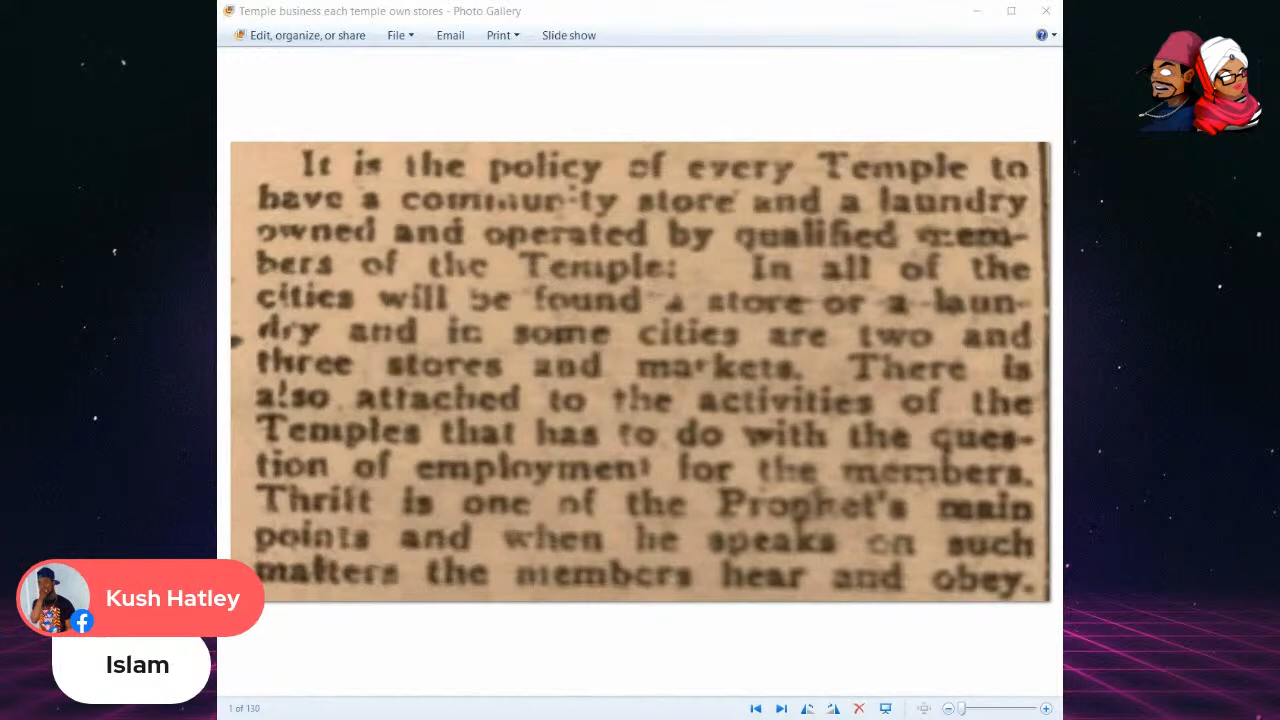 Temple business each temple own stores - Photo Gallery
Edit, organize, or share File Email Print Slide show
It is the policy of every Temple to
have a community store and a laundry
owned and operated by qualified mem-
bers of the Temple: In all of the
cities will be found a store or a laun-
dry and in some cities are two and
three stores and markets. There is
also attached to the activities of the
Temples that has to do with the ques-
tion of employment for the members.
Thrift is one of the Prophet's main
points and when he speaks on such
matters the members hear and obey.
Kush Hatley
Islam
1 of 130